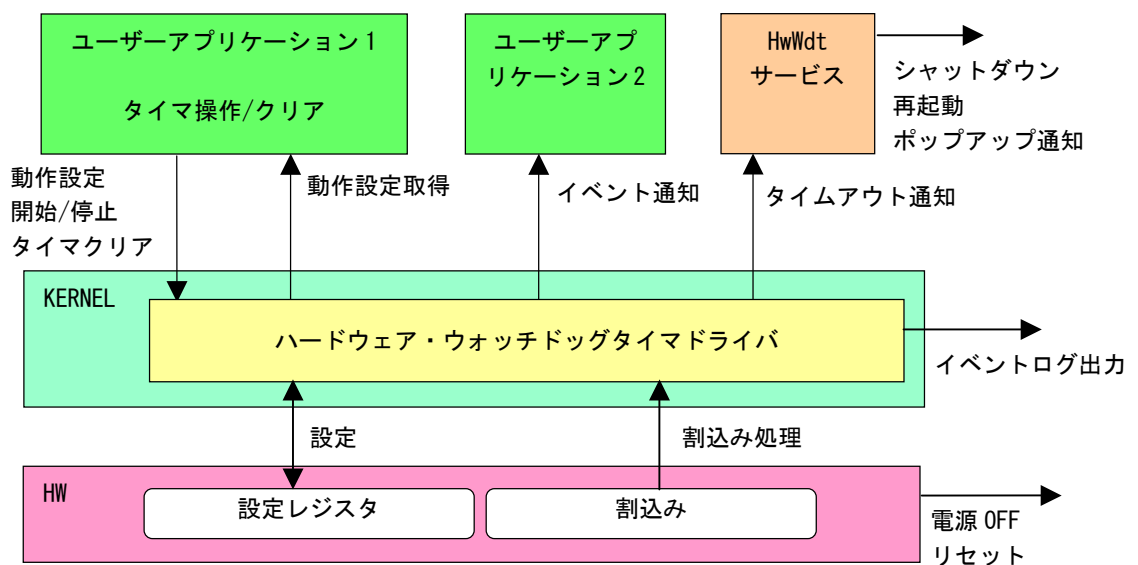 ユーザーアプリケーション1
タイマ操作/クリア
ユーザーアプ
リケーション2
HwWdt
サービス
シャットダウン
再起動
ポップアップ通知
動作設定
開始/停止
タイマクリア
動作設定取得
イベント通知
タイムアウト通知
KERNEL
ハードウェア・ウォッチドッグタイマドライバ
イベントログ出力
設定
割込み処理
HW
設定レジスタ
割込み
電源OFF
リセット